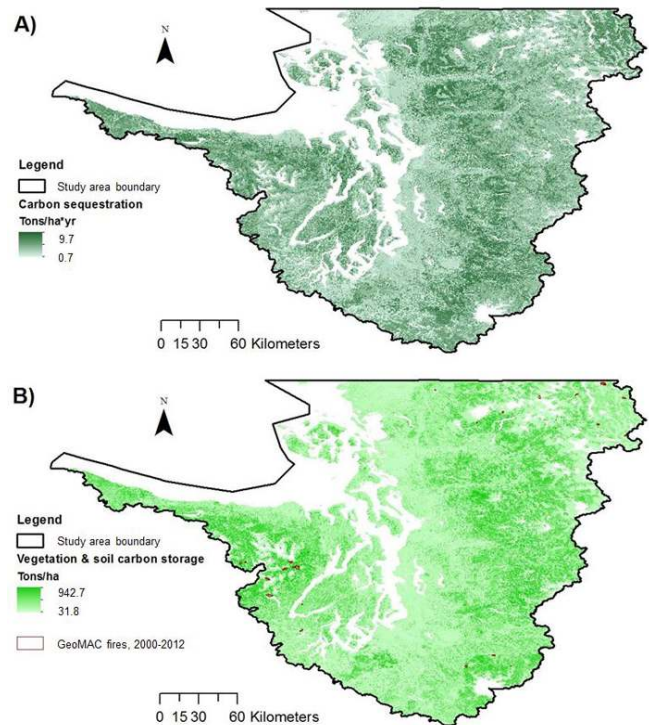 A)
N
Legend
Study area boundary
Carbon sequestration
Tons/ha*yr
9.7
0.7
0 15 30 60 Kilometers
B)
N
Legend
Study area boundary
Vegetation & soil carbon storage
Tons/ha
942.7
31.8
GeoMAC fires, 2000-2012
0 15 30 60 Kilometers